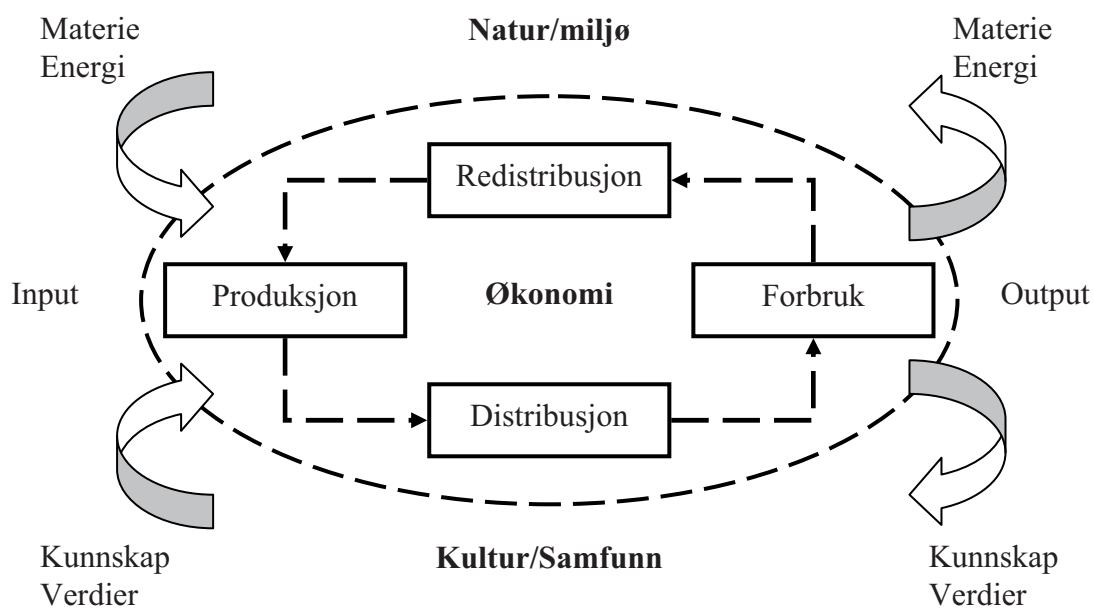 Materie
Energi
Natur/miljø
Materie
Energi
Redistribusjon
Input
Produksjon
Økonomi
Forbruk
Output
Distribusjon
Kunnskap
Verdier
Kultur/Samfunn
Kunnskap
Verdier